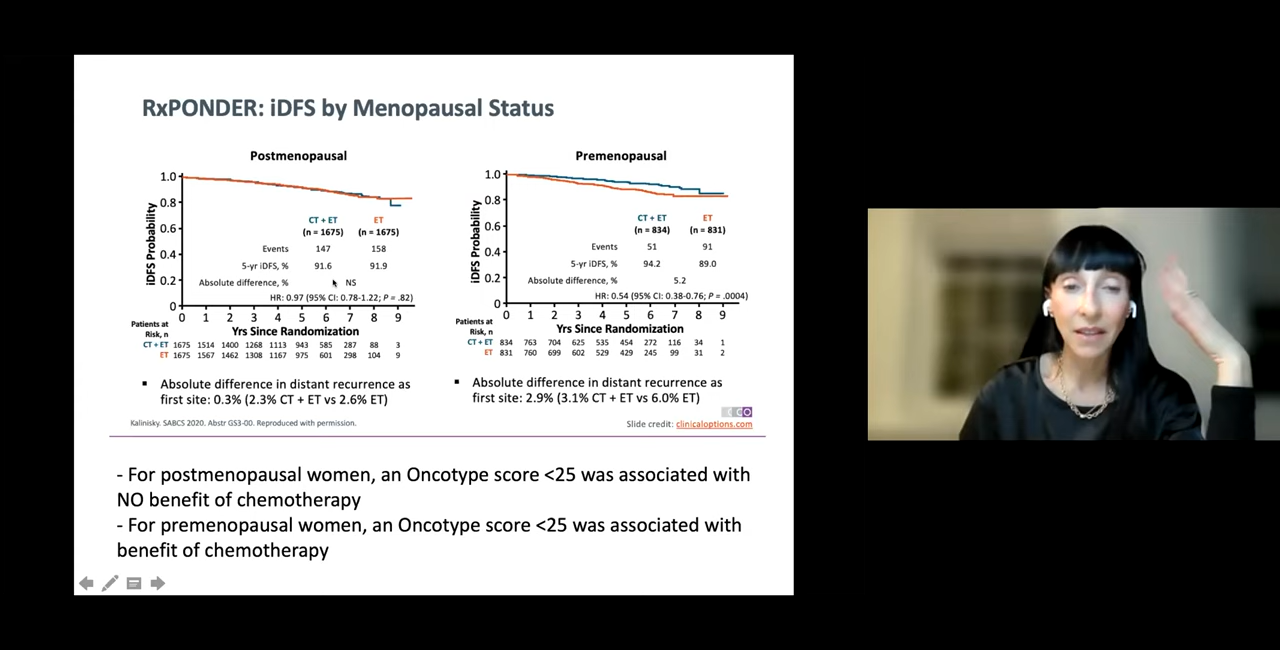 RxPONDER: iDFS by Menopausal Status
Postmenopausal
1.0
0.8
0.6
0.4
0.2
0
iDFS Probability
CT + ET ET
(n = 1675) (n = 1675)
Events 147 158
5-yr iDFS, % 91.6 91.9
Absolute difference, % NS
HR: 0.97 (95% CI: 0.78-1.22; P = .82)
0 1 2 3 4 5 6 7 8 9
Yrs Since Randomization
Patients at
Risk, n
CT + ET 1675 1514 1400 1268 1113 943 585 287 88 3
ET 1675 1567 1462 1308 1167 975 601 298 104 9
▪ Absolute difference in distant recurrence as
first site: 0.3% (2.3% CT + ET vs 2.6% ET)
Premenopausal
1.0
0.8
0.6
0.4
0.2
0
iDFS Probability
CT + ET ET
(n = 834) (n = 831)
Events 51 91
5-yr iDFS, % 94.2 89.0
Absolute difference, % 5.2
HR: 0.54 (95% CI: 0.38-0.76; P = .0004)
0 1 2 3 4 5 6 7 8 9
Yrs Since Randomization
Patients at
Risk, n
CT + ET 834 763 704 625 535 454 272 116 34 1
ET 831 760 699 602 529 429 245 99 31 2
▪ Absolute difference in distant recurrence as
first site: 2.9% (3.1% CT + ET vs 6.0% ET)
CCO
Kalinisky. SABCS 2020. Abstr GS3-00. Reproduced with permission.
Slide credit: clinicaloptions.com
- For postmenopausal women, an Oncotype score <25 was associated with
NO benefit of chemotherapy
- For premenopausal women, an Oncotype score <25 was associated with
benefit of chemotherapy